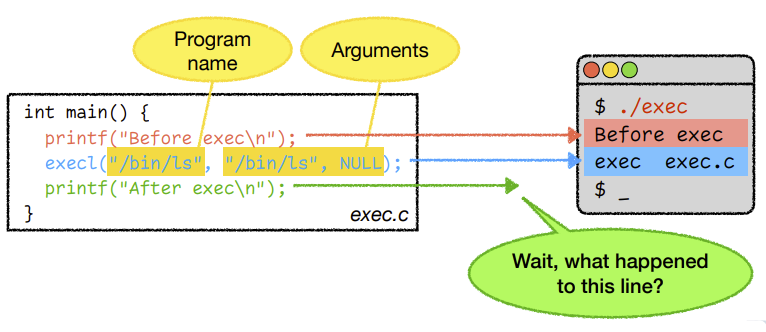 Program
name
Arguments
int main() {
printf("Before exec\n");
execl("/bin/ls", "/bin/ls", NULL);
printf("After exec\n");
}
exec.c
$ ./exec
Before exec
exec exec.c
$ _
Wait, what happened
to this line?